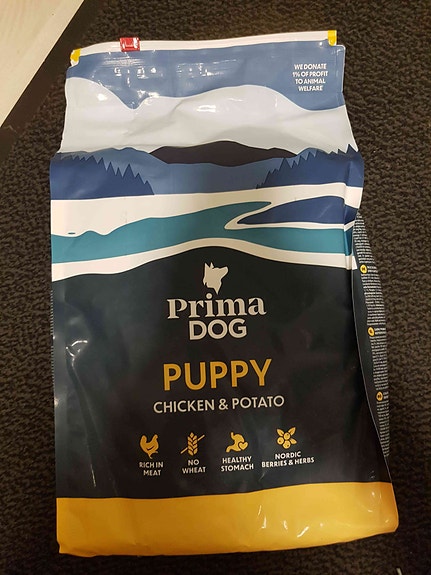 WE DONATE
1% OF PROFIT
TO ANIMAL
WELFARE
Prima
DOG
PUPPY
CHICKEN & POTATO
RICH IN
MEAT
NO
WHEAT
HEALTHY
STOMACH
NORDIC
BERRIES & HERBS